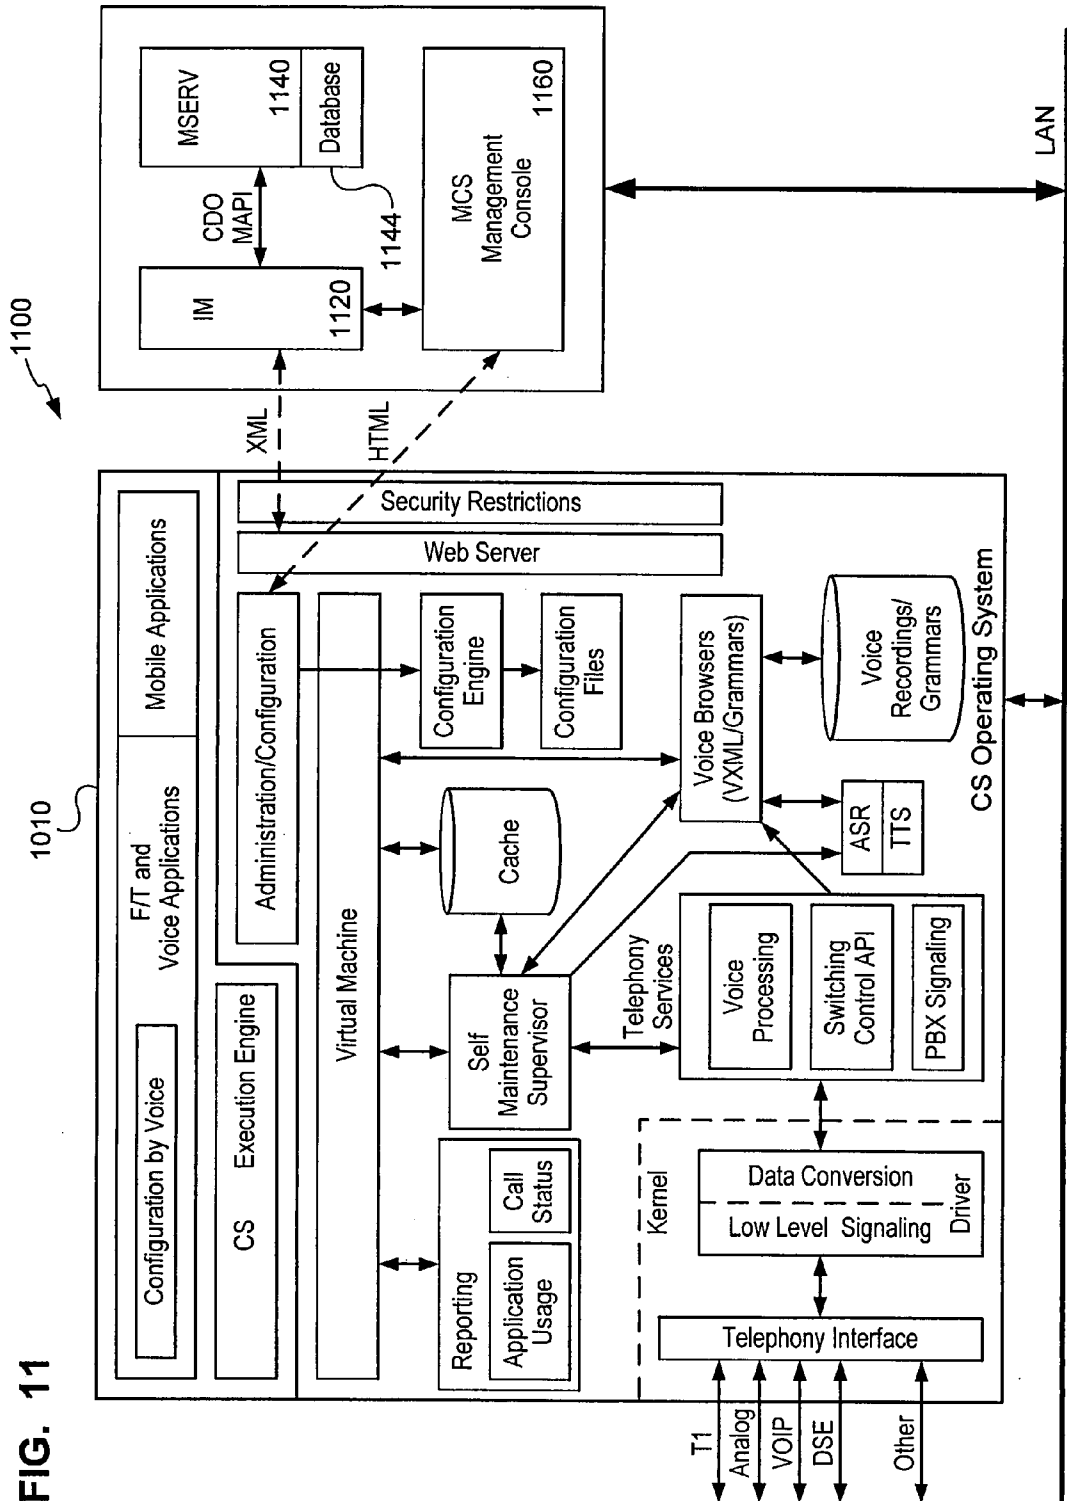 FIG. 11
1100
1010
Configuration by Voice
F/T and
Voice Applications
Mobile Applications
CS
Execution Engine
Administration/Configuration
Web Server
Security Restrictions
Virtual Machine
Configuration
Engine
Configuration
Files
Cache
Self
Maintenance
Supervisor
Reporting
Application
Usage
Call
Status
Telephony
Services
Voice
Processing
Switching
Control API
PBX Signaling
Voice Browsers
(VXML/Grammars)
Voice
Recordings/
Grammars
ASR
TTS
CS Operating System
Kernel
Data Conversion
Low Level Signaling
Driver
Telephony Interface
T1
Analog
VOIP
DSE
Other
XML
HTML
IM
1120
CDO
MAPI
MSERV
1140
Database
1144
MCS
Management
Console
1160
LAN